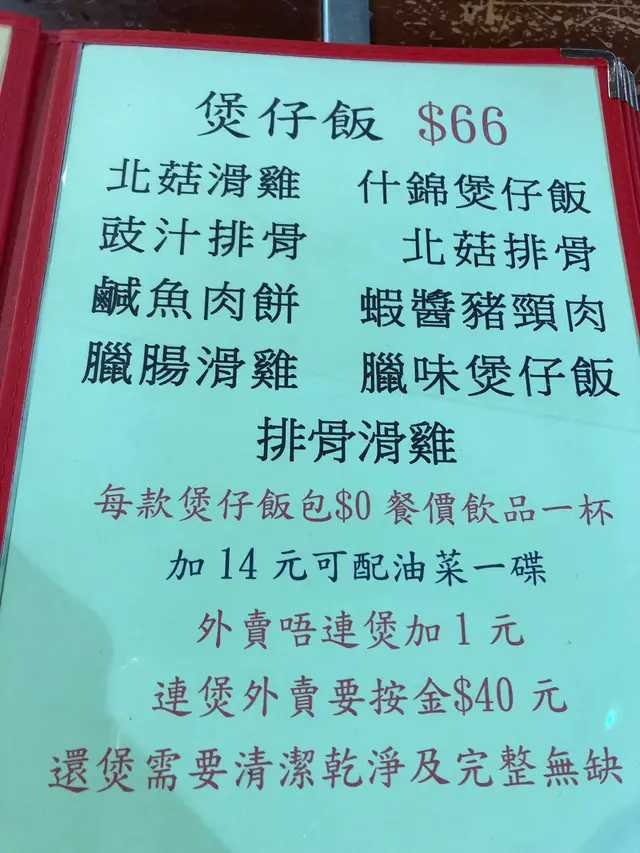 煲仔飯 $66
北菇滑雞 什錦煲仔飯
豉汁排骨 北菇排骨
鹹魚肉餅 蝦醬豬頸肉
臘腸滑雞 臘味煲仔飯
排骨滑雞
每款煲仔飯包$0 餐價飲品一杯
加 14 元可配油菜一碟
外賣唔連煲加 1 元
連煲外賣要按金$40 元
還煲需要清潔乾淨及完整無缺